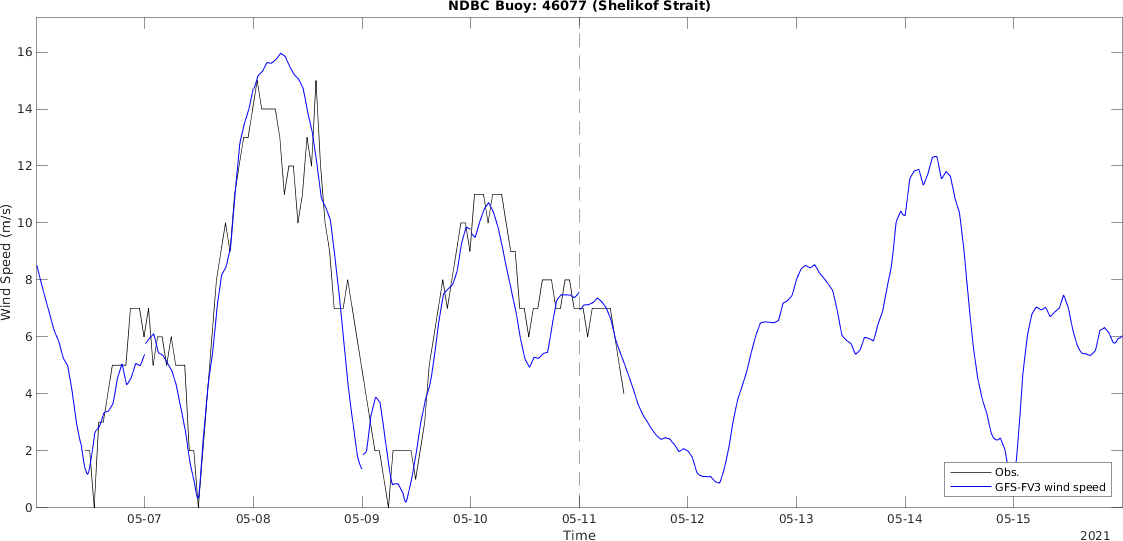 NDBC Buoy: 46077 (Shelikof Strait)
16
14
12
10
8
6
4
2
0
Wind Speed (m/s)
Obs.
GFS-FV3 wind speed
05-07 05-08 05-09 05-10 05-11 05-12 05-13 05-14 05-15
Time
2021